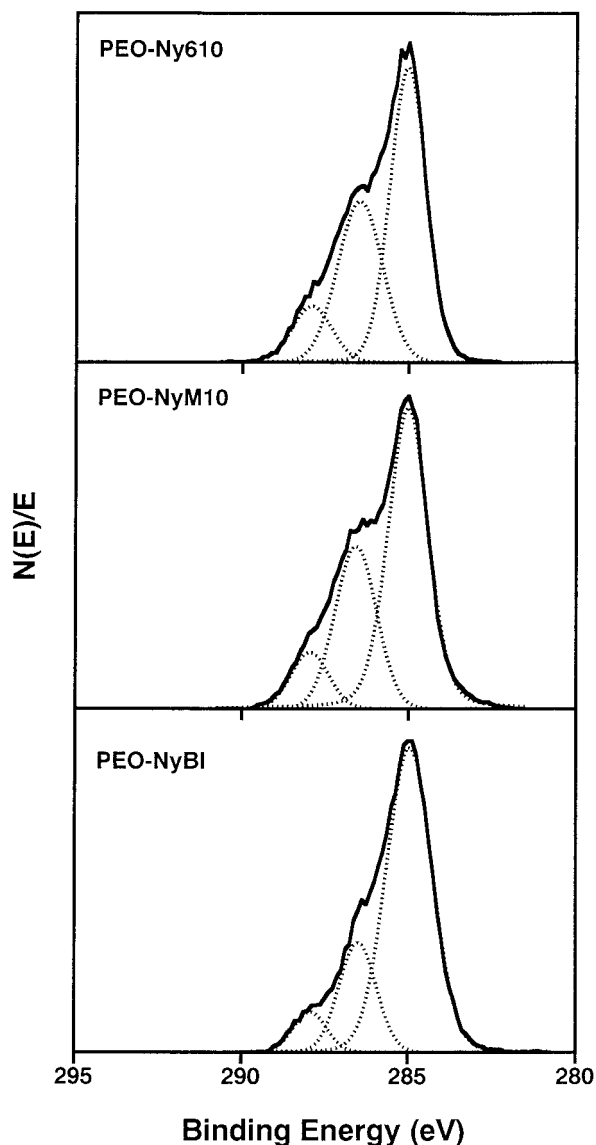 PEO-Ny610
PEO-NyM10
N(E)/E
PEO-NyBI
295 290 285 280
Binding Energy (eV)